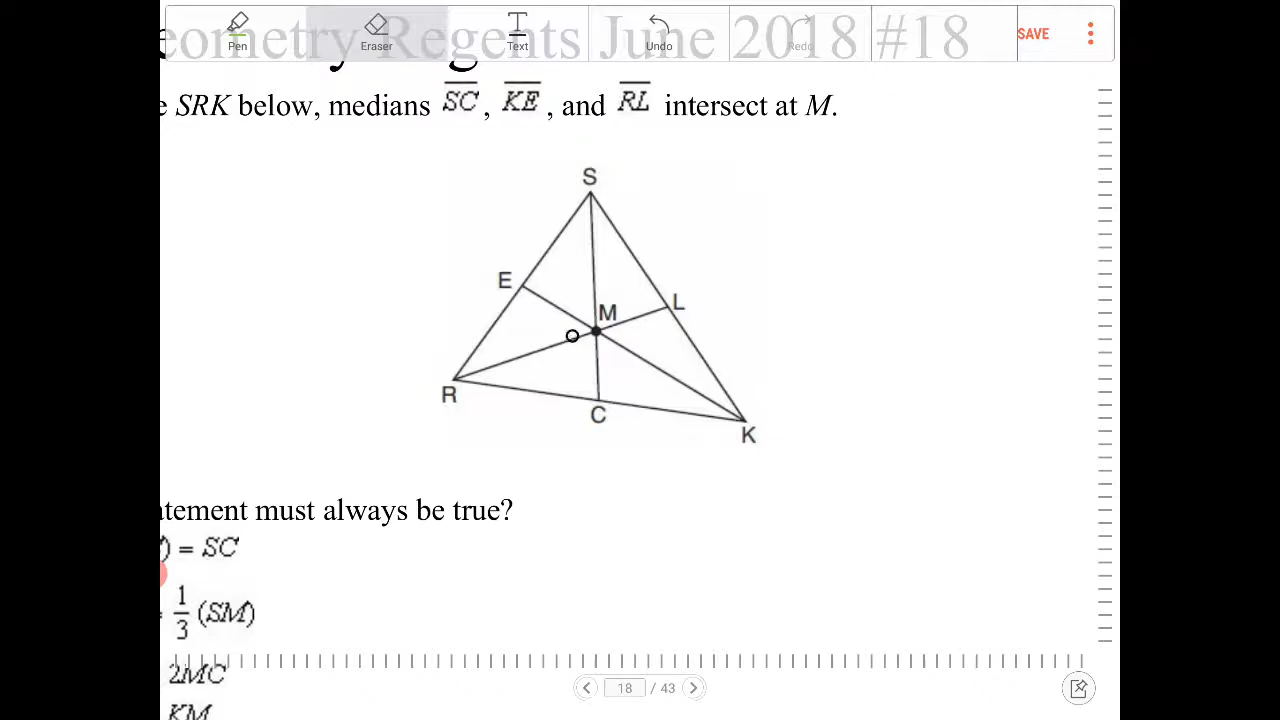 eometry Regents June 2018 #18
Pen
Eraser
Text
Undo
Redo
SAVE
e SRK below, medians SC, KE, and RL intersect at M.
S
E
L
M
R
C
K
atement must always be true?
) = SC
1/3 (SM)
2MC
KM
18 / 43